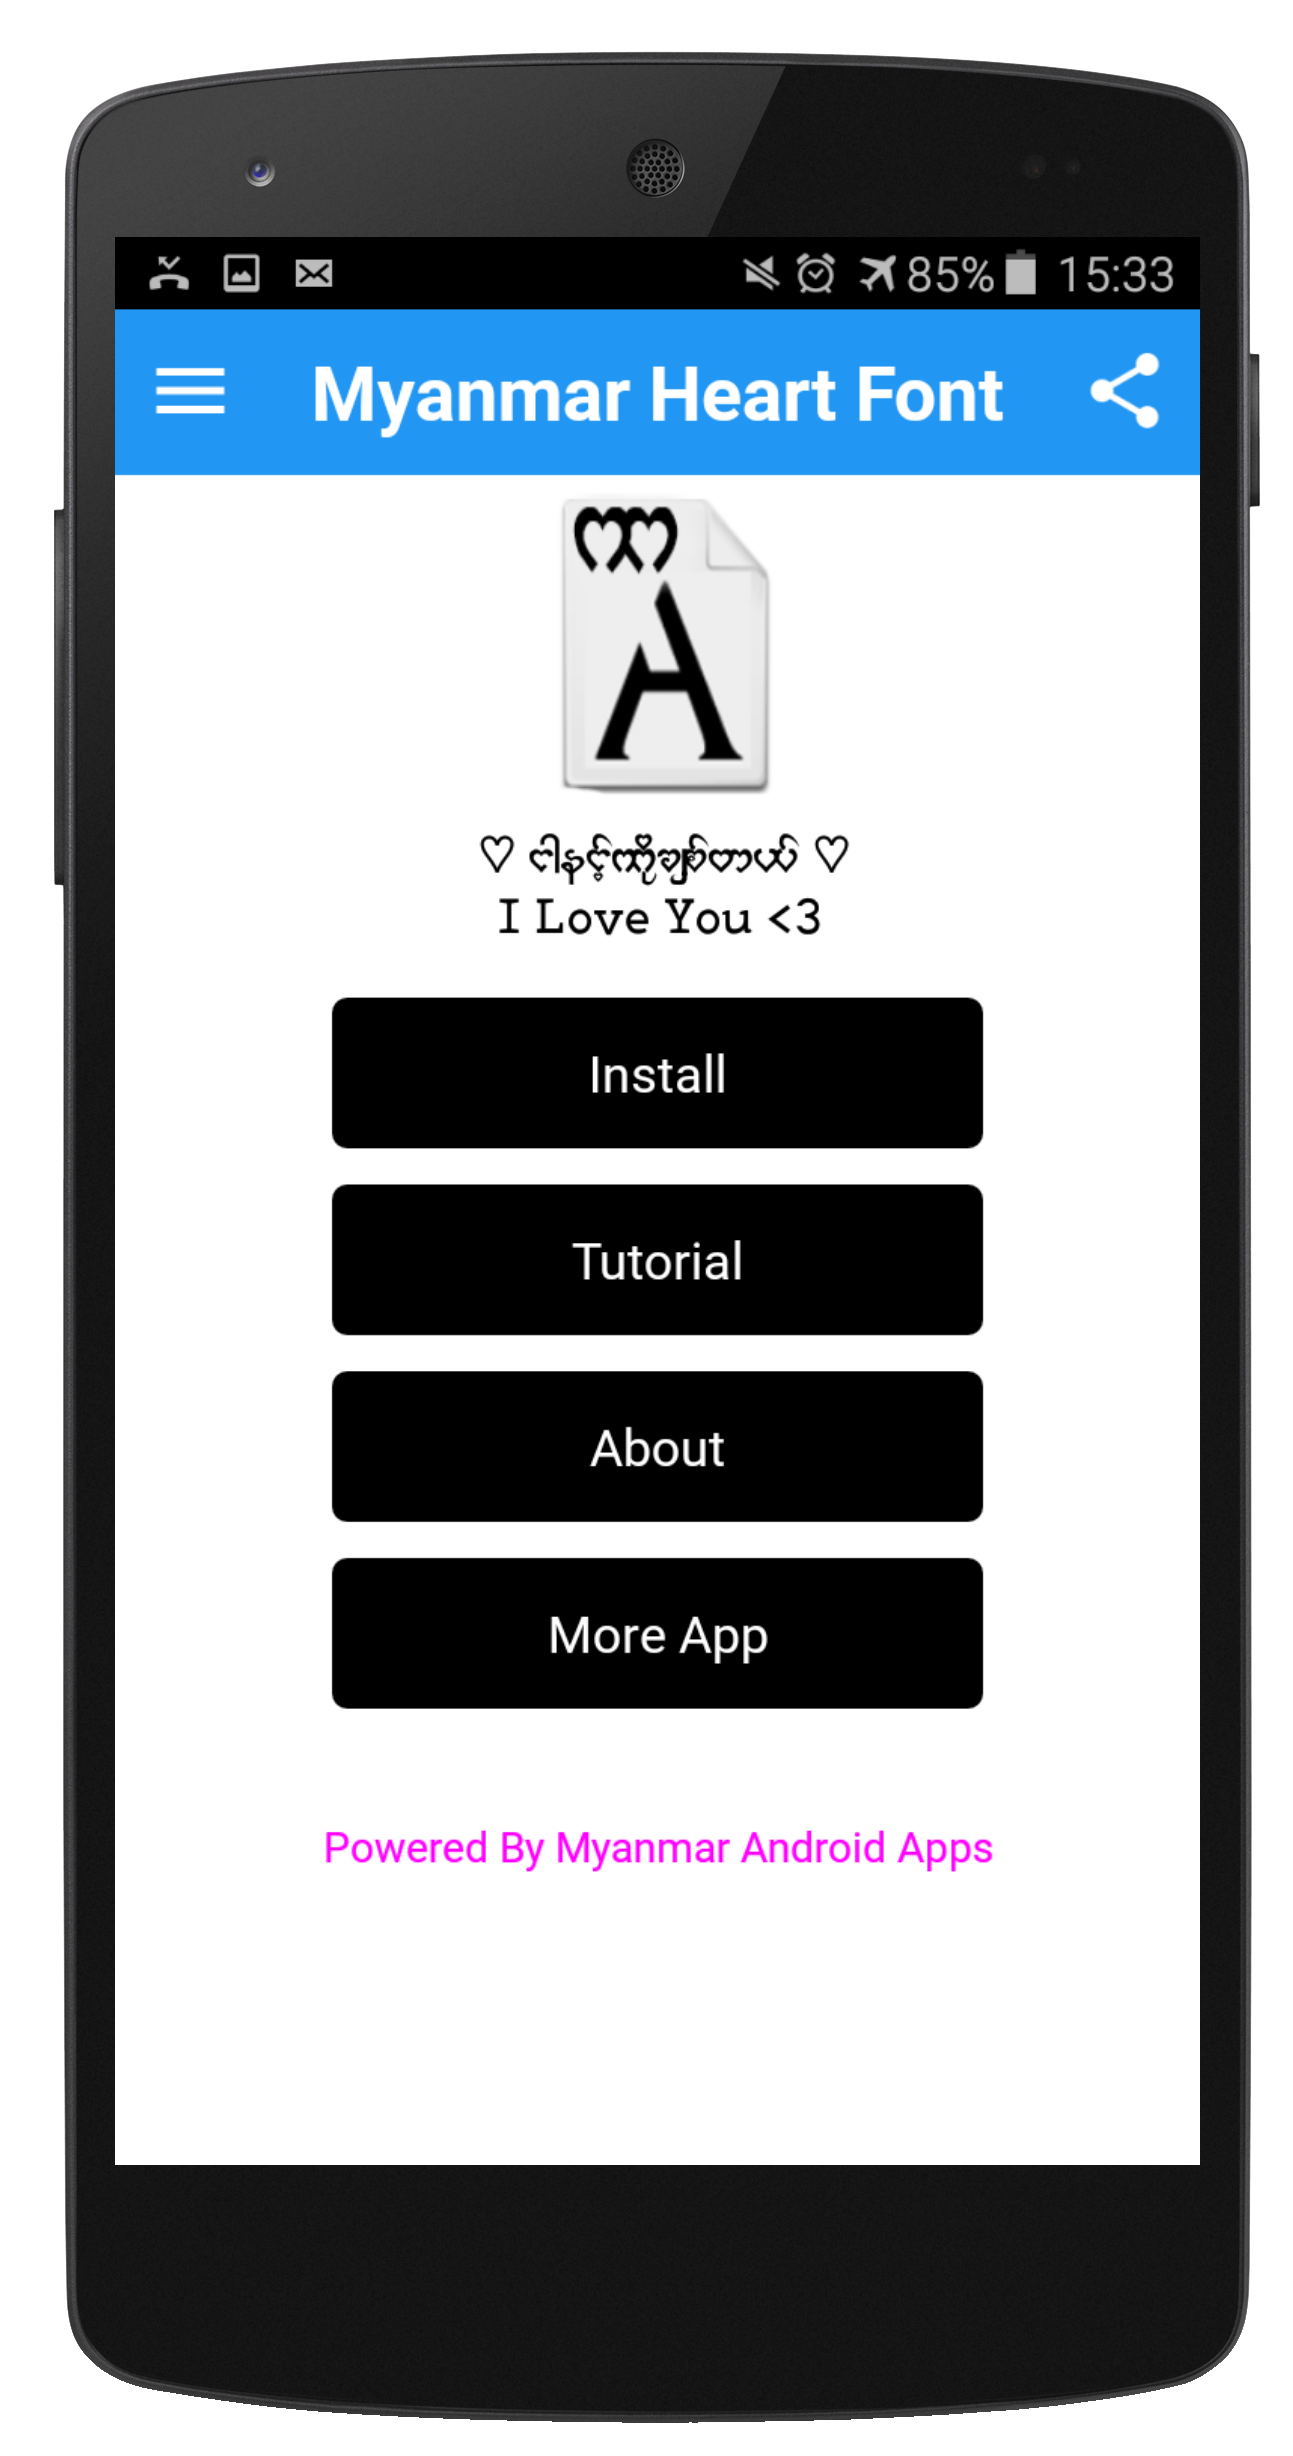 85% 15:33
Myanmar Heart Font
က
A
♡ ငါနင့်ကိုချစ်တယ် ♡
I Love You <3
Install
Tutorial
About
More App
Powered By Myanmar Android Apps